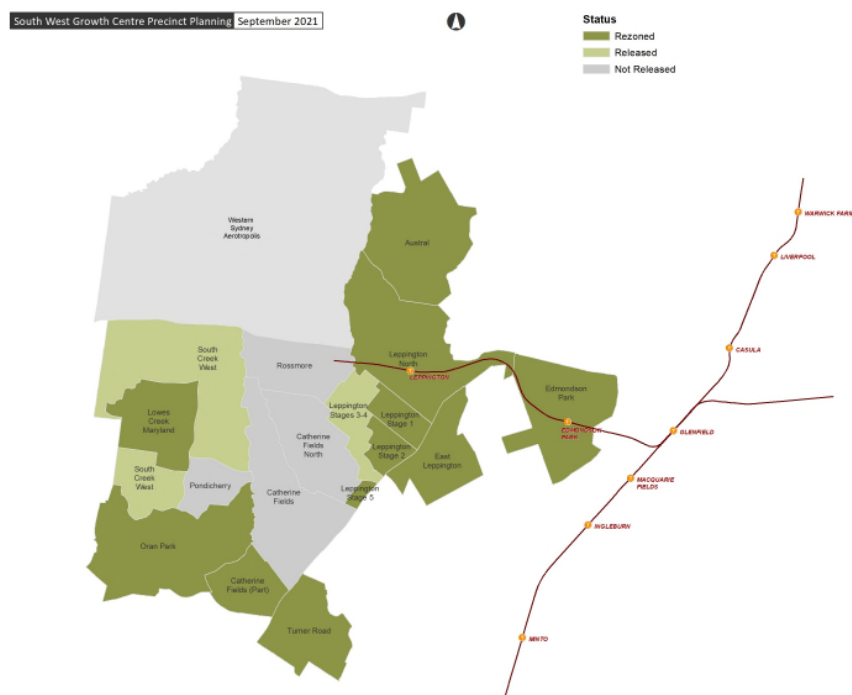 South West Growth Centre Precinct Planning September 2021
Status
Rezoned
Released
Not Released
Western
Sydney
Aerotropolis
Austral
WARWICK FARM
LIVERPOOL
CASULA
South
Creek
West
Rossmore
Leppington
North
LEPPINGTON
Edmondson
Park
Lowes
Creek
Maryland
Leppington
Stages 3-4
Leppington
Stage 1
EDMONDSON
PARK
GLENFIELD
Catherine
Fields
North
Leppington
Stage 2
East
Leppington
South
Creek
West
Pondicherry
Catherine
Fields
Leppington
Stage 5
MACQUARIE
FIELDS
INGLEBURN
Oran Park
Catherine
Fields (Part)
Turner Road
MINTO